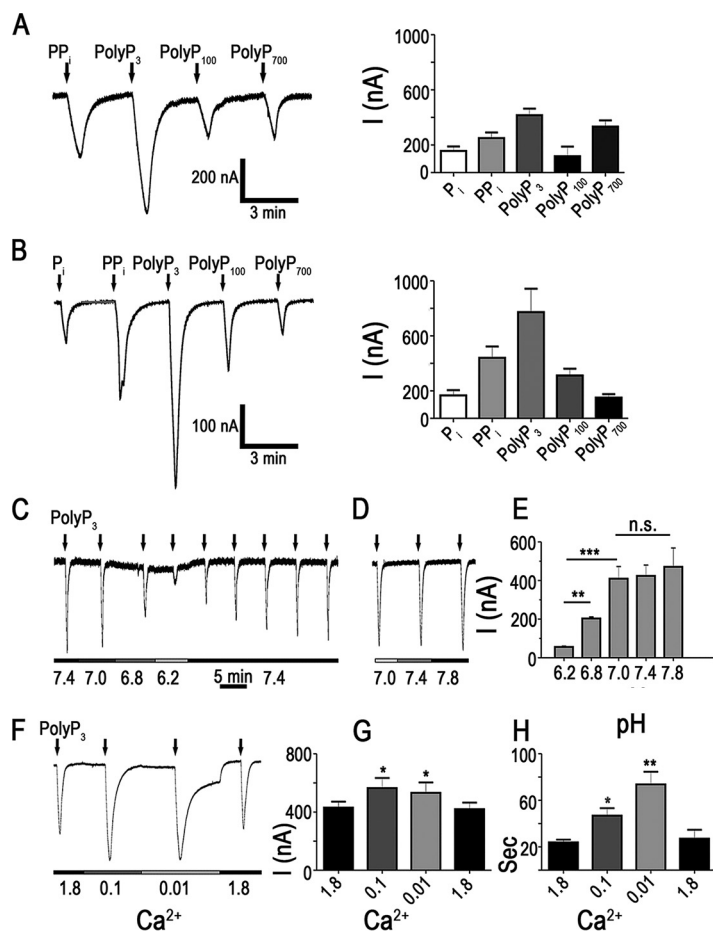 A
PPi PolyP3 PolyP100 PolyP700
200 nA
3 min
I (nA)
1000
600
200
Pi PPi PolyP3 PolyP100 PolyP700
B
Pi PPi PolyP3 PolyP100 PolyP700
100 nA
3 min
I (nA)
1000
600
200
Pi PPi PolyP3 PolyP100 PolyP700
C
PolyP3
7.4 7.0 6.8 6.2 5 min 7.4
D
7.0 7.4 7.8
E
n.s.
***
**
I (nA)
600
400
200
0
6.2 6.8 7.0 7.4 7.8
pH
F
PolyP3
1.8 0.1 0.01 1.8
Ca2+
G
* *
I (nA)
800
400
0
1.8 0.1 0.01 1.8
Ca2+
H
* **
Sec
100
60
20
1.8 0.1 0.01 1.8
Ca2+